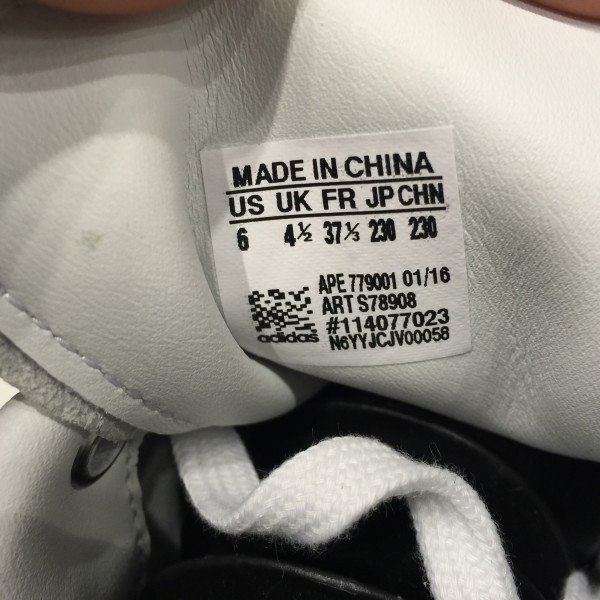 MADE IN CHINA
US UK FR JP CHN
6 4½ 37⅓ 230 230
APE 779001 01/16
ART S78908
#114077023
adidas N6YYJCJV00058